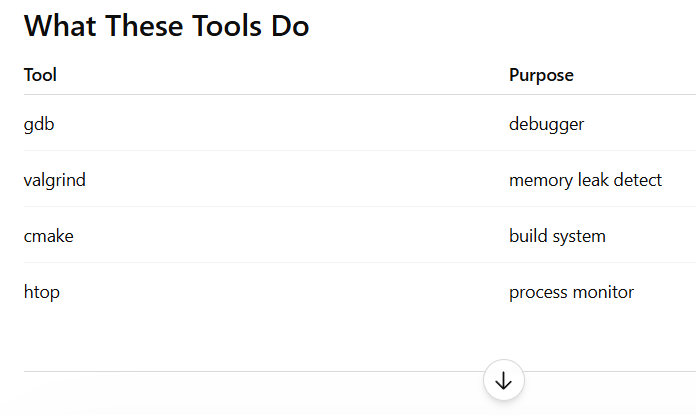 What These Tools Do
Tool Purpose
gdb debugger
valgrind memory leak detect
cmake build system
htop process monitor